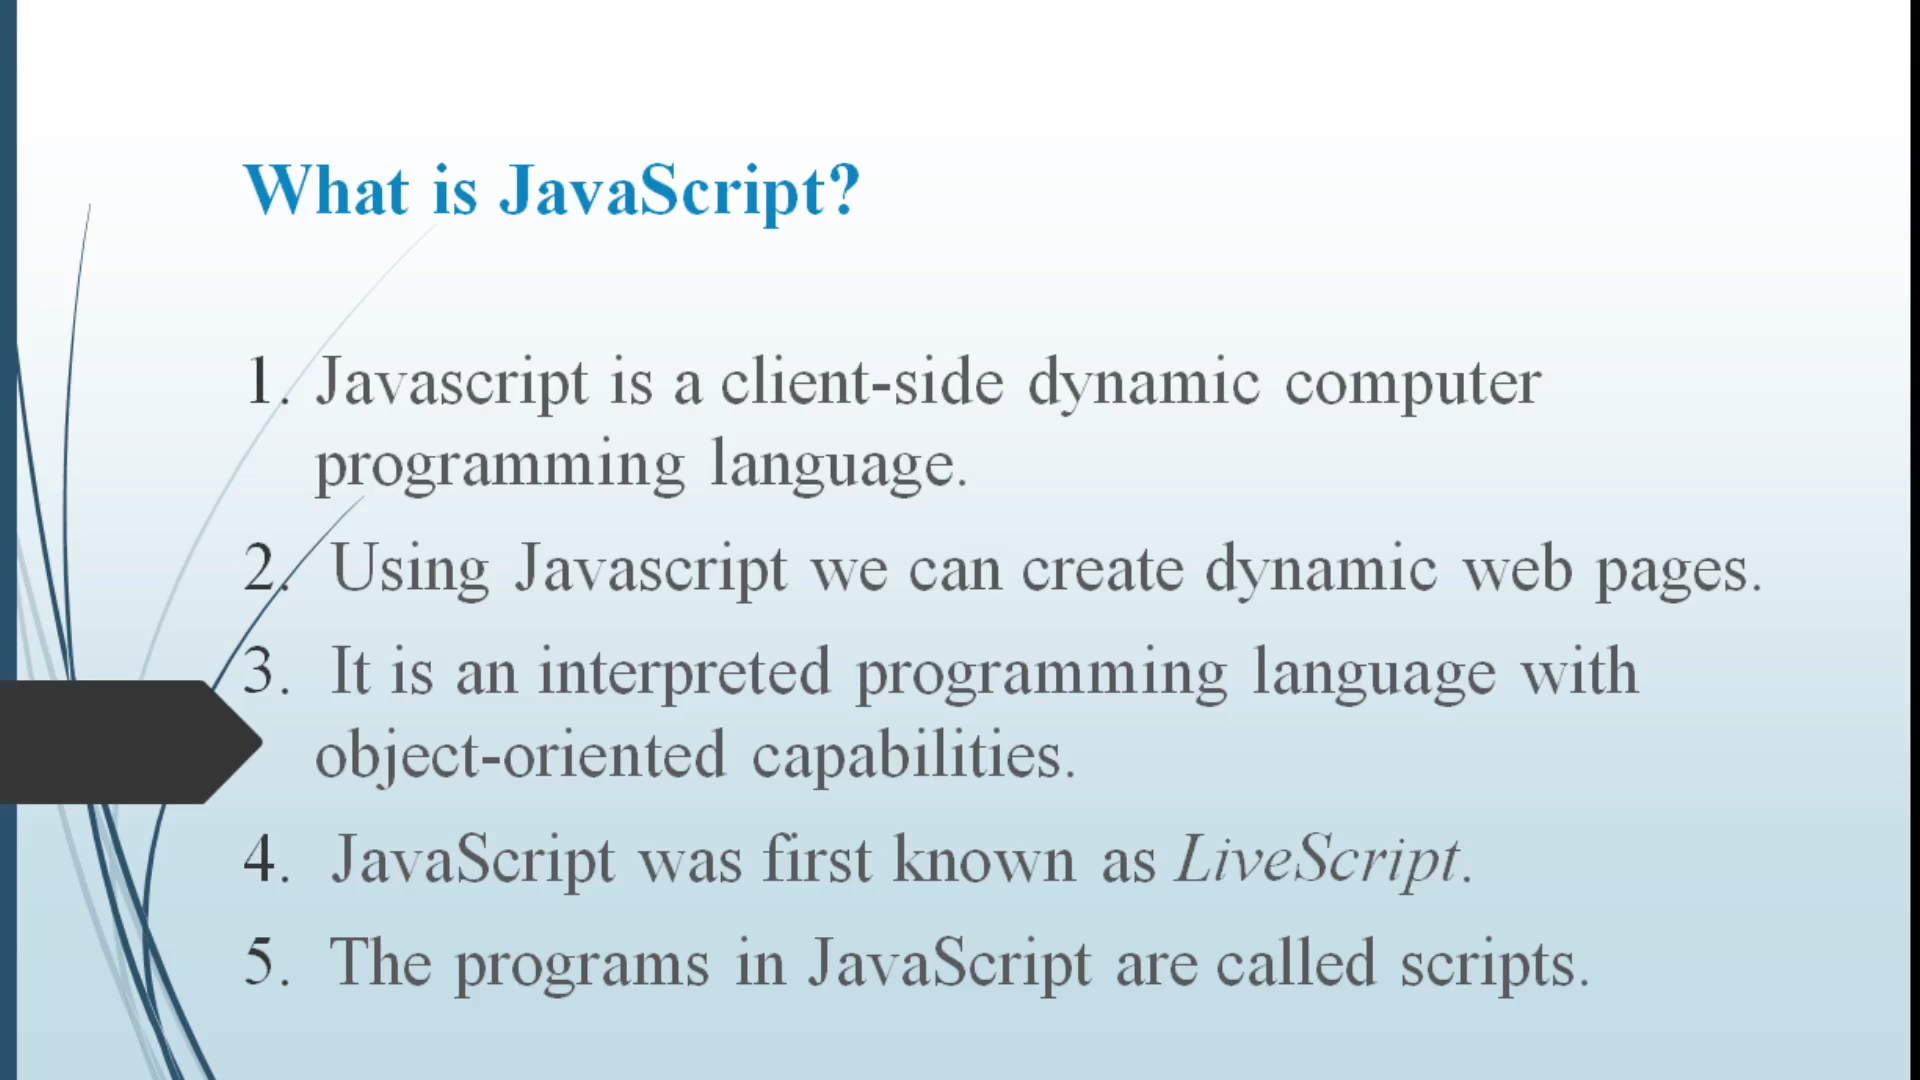 What is JavaScript?
1. Javascript is a client-side dynamic computer
programming language.
2. Using Javascript we can create dynamic web pages.
3. It is an interpreted programming language with
object-oriented capabilities.
4. JavaScript was first known as LiveScript.
5. The programs in JavaScript are called scripts.